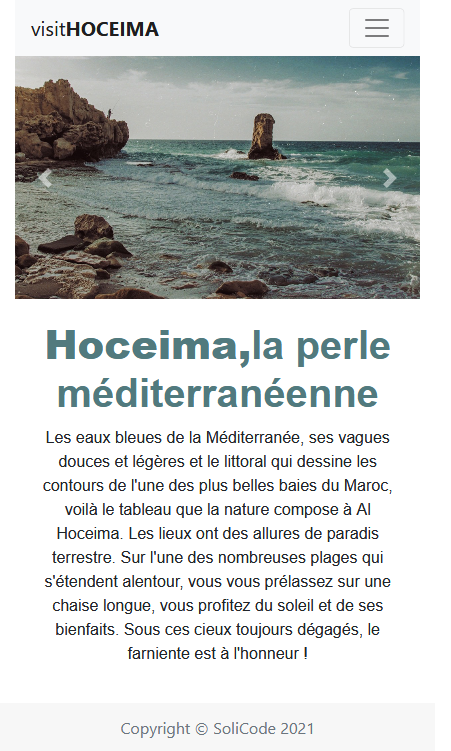 visitHOCEIMA
Hoceima,la perle
méditerranéenne
Les eaux bleues de la Méditerranée, ses vagues
douces et légères et le littoral qui dessine les
contours de l'une des plus belles baies du Maroc,
voilà le tableau que la nature compose à Al
Hoceima. Les lieux ont des allures de paradis
terrestre. Sur l'une des nombreuses plages qui
s'étendent alentour, vous vous prélassez sur une
chaise longue, vous profitez du soleil et de ses
bienfaits. Sous ces cieux toujours dégagés, le
farniente est à l'honneur !
Copyright © SoliCode 2021